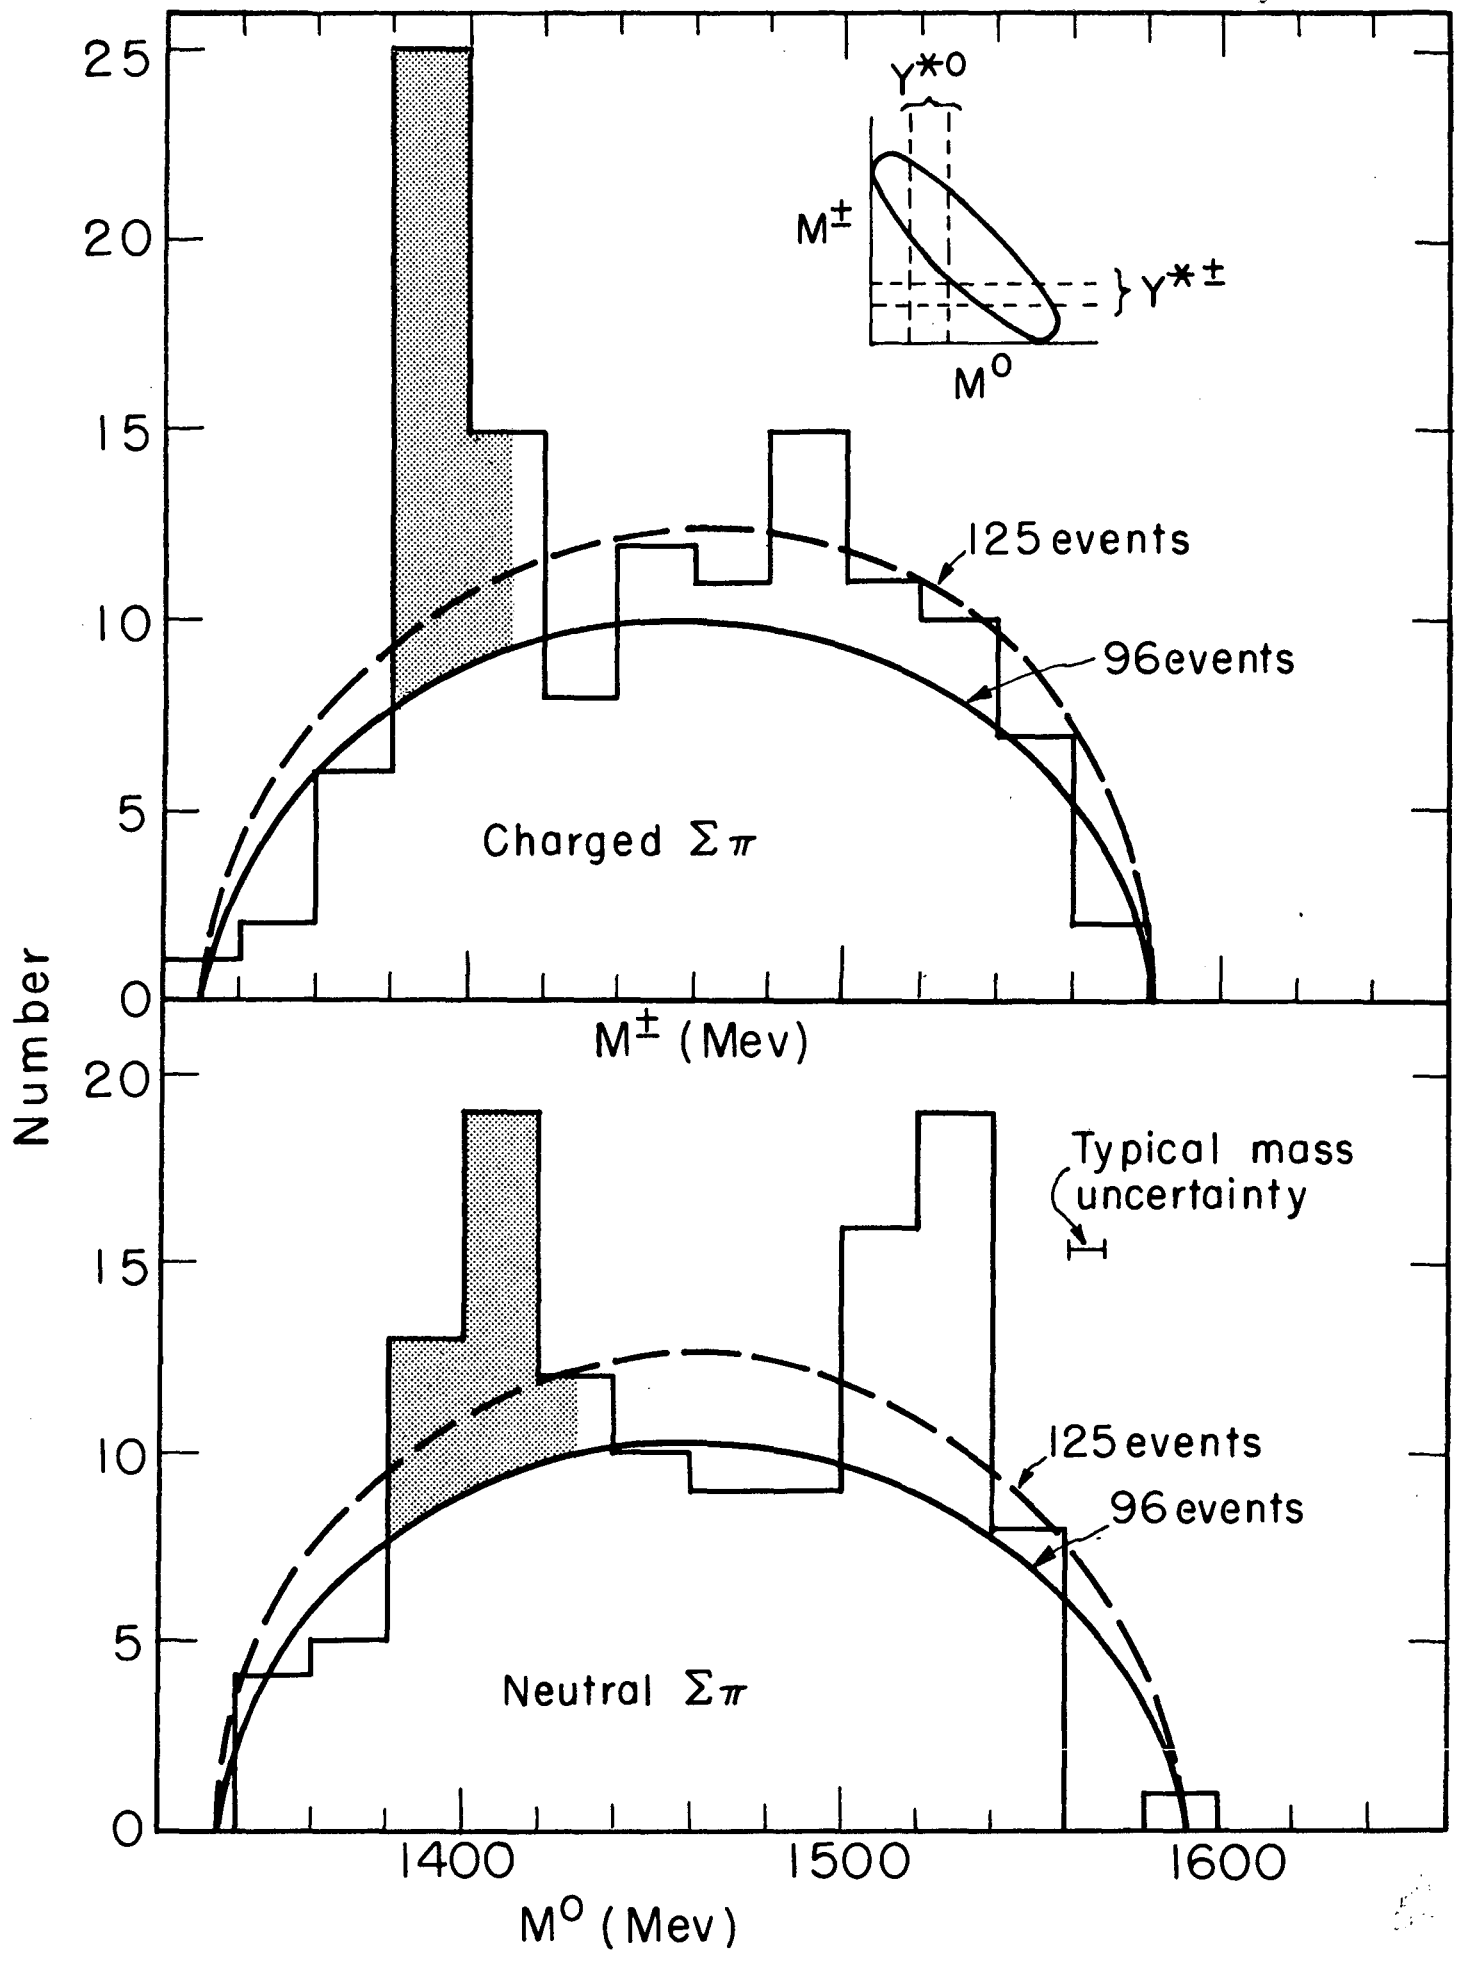 25
20
15
10
5
0
Y*0
M±
Y*±
M0
125 events
96 events
Charged Σπ
M± (Mev)
Number
20
15
10
5
0
Typical mass
uncertainty
125 events
96 events
Neutral Σπ
1400
1500
1600
M0 (Mev)